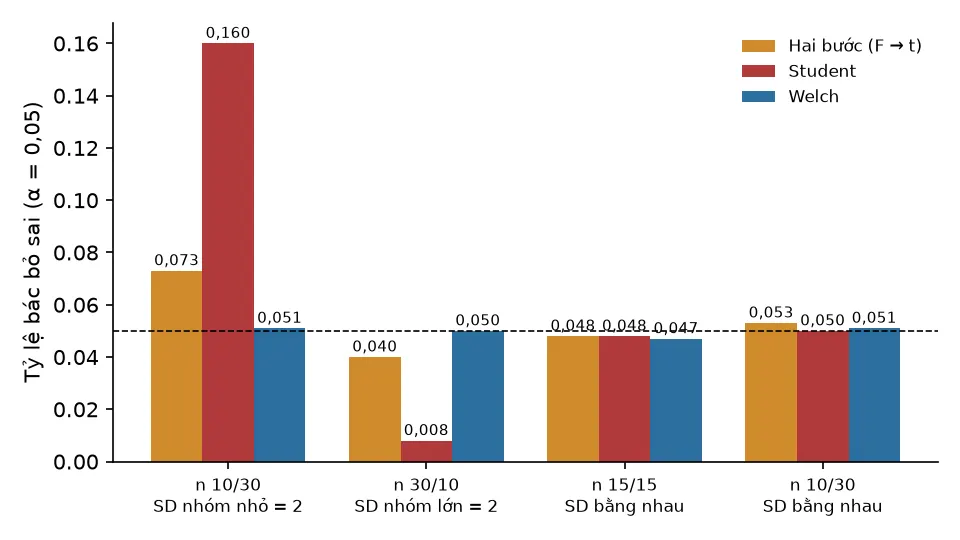 Tỷ lệ bác bỏ sai (α = 0,05)
0.16
0.14
0.12
0.10
0.08
0.06
0.04
0.02
0.00
Hai bước (F → t)
Student
Welch
0,073
0,160
0,051
0,040
0,008
0,050
0,048
0,048
0,047
0,053
0,050
0,051
n 10/30
SD nhóm nhỏ = 2
n 30/10
SD nhóm lớn = 2
n 15/15
SD bằng nhau
n 10/30
SD bằng nhau